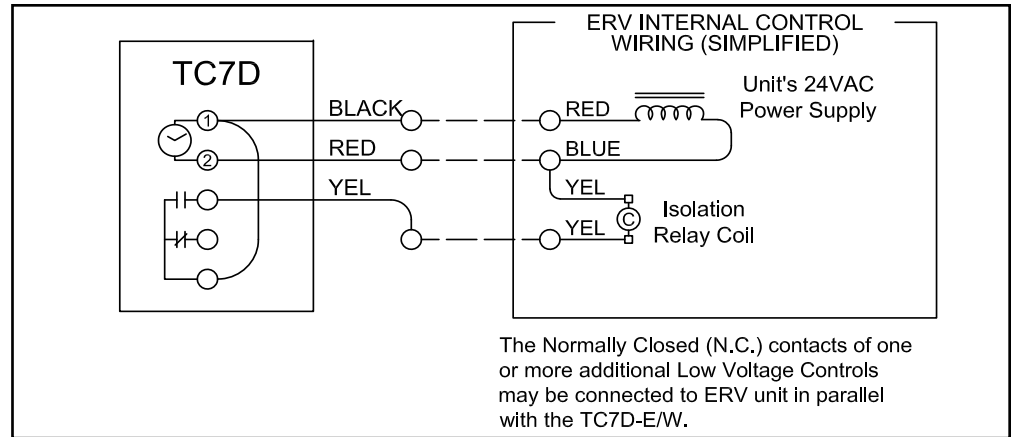 ERV INTERNAL CONTROL
WIRING (SIMPLIFIED)
TC7D
Unit's 24VAC
Power Supply
BLACK
RED
1
RED
BLUE
2
YEL
YEL
YEL
C
Isolation
Relay Coil
The Normally Closed (N.C.) contacts of one
or more additional Low Voltage Controls
may be connected to ERV unit in parallel
with the TC7D-E/W.